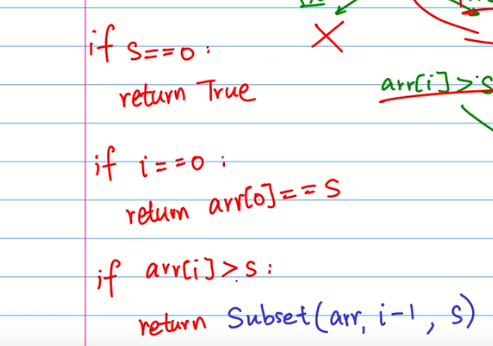 if s==0:
return True
arr[i]>s
if i==0:
return arr[0]==s
if arr[i]>s:
return Subset(arr, i-1, s)